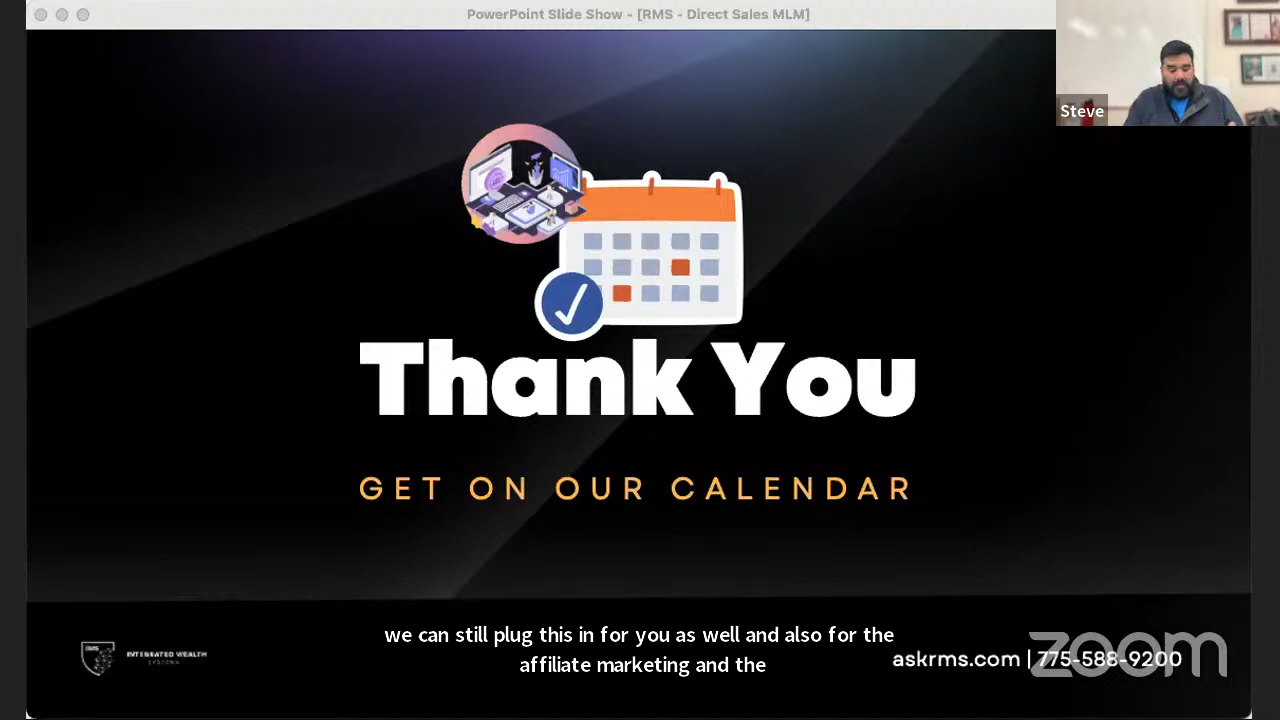 PowerPoint Slide Show - [RMS - Direct Sales MLM]
Steve
Thank You
GET ON OUR CALENDAR
we can still plug this in for you as well and also for the
affiliate marketing and the
INTEGRATED WEALTH
SYSTEMS
askrms.com | 775-588-9200
zoom